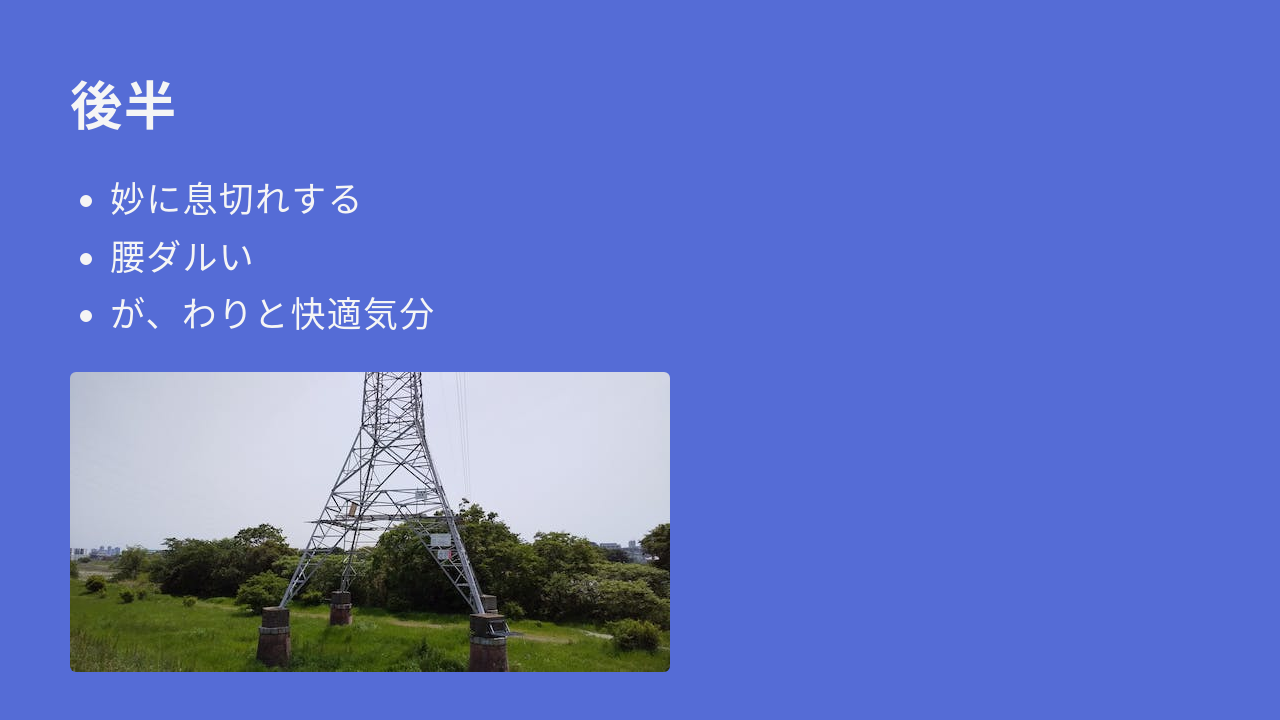 後半
妙に息切れする
腰ダルい
が、わりと快適気分